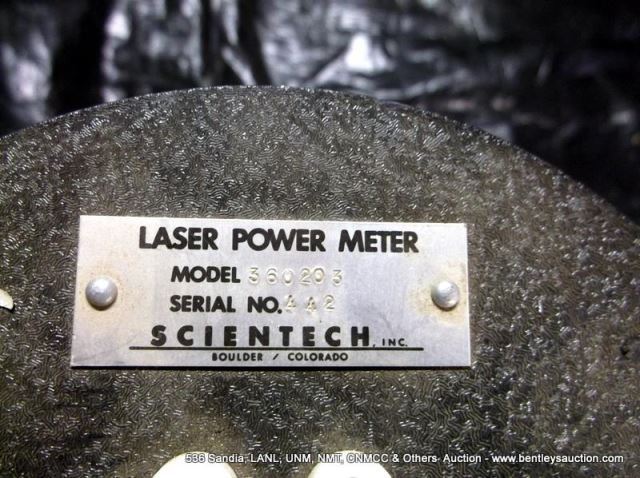 LASER POWER METER
MODEL 360203
SERIAL NO. 442
SCIENTECH, INC.
BOULDER / COLORADO
536 Sandia, LANL, UNM, NMT, CNMCC & Others- Auction - www.bentleysauction.com